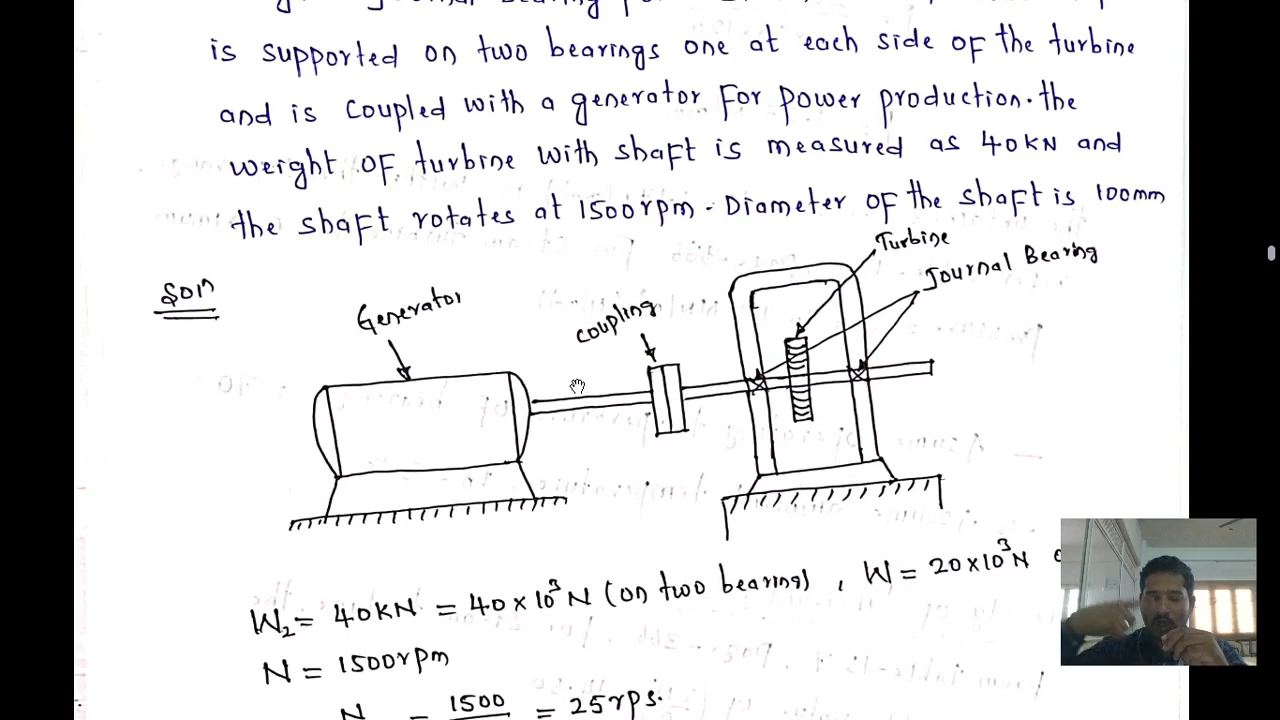 is supported on two bearings one at each side of the turbine
and is coupled with a generator For power production. the
weight of turbine with shaft is measured as 40KN and
the shaft rotates at 1500rpm. Diameter of the shaft is 100mm
Turbine
Journal Bearing
Soln
Generator
coupling
W2 = 40KN = 40×10³N (on two bearing), W = 20×10³N
N = 1500rpm
N = 1500 = 25rps.